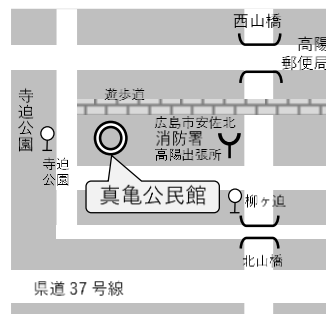 西山橋
高陽
郵便局
遊歩道
寺迫公園
広島市安佐北
消防署
高陽出張所
寺迫
公園
真亀公民館
柳ヶ迫
北山橋
県道37号線